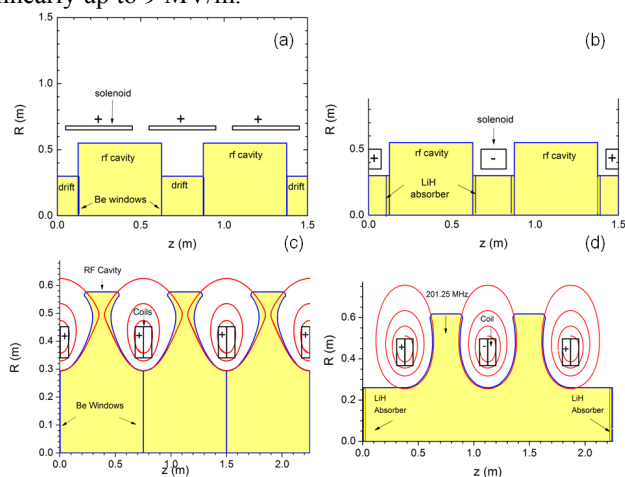 linearly up to 9 MV/m.
(a)
1.5
1.0
0.5
0.0
R (m)
solenoid
+ + +
rf cavity
rf cavity
drift
drift
drift
Be windows
0.0 0.5 1.0 1.5
z (m)
(b)
R (m)
0.5
0.0
solenoid
+ - +
rf cavity
rf cavity
LiH
absorber
0.0 0.5 1.0 1.5
z (m)
(c)
R (m)
0.6
0.5
0.4
0.3
0.2
0.1
0.0
RF Cavity
Coils
+ + + +
Be Windows
0.0 0.5 1.0 1.5 2.0
z (m)
(d)
R (m)
0.6
0.4
0.2
0.0
201.25 MHz
Coil
+ + +
LiH
Absorber
LiH
Absorber
0.0 0.5 1.0 1.5 2.0
z (m)